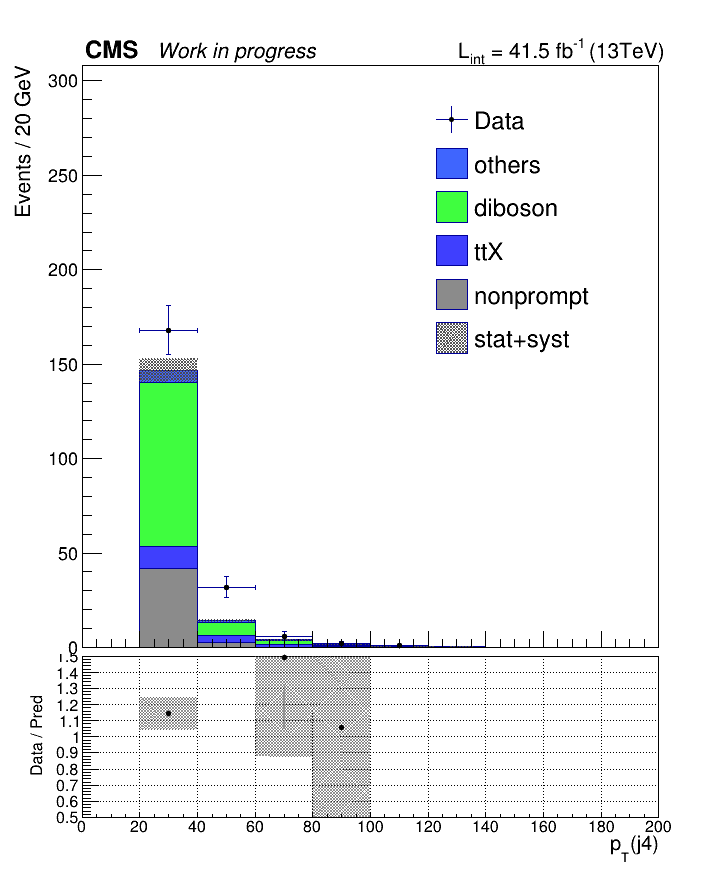 CMS Work in progress L_int = 41.5 fb⁻¹ (13TeV)
Events / 20 GeV
300
250
200
150
100
50
0
Data
others
diboson
ttX
nonprompt
stat+syst
Data / Pred
1.5
1.4
1.3
1.2
1.1
1
0.9
0.8
0.7
0.6
0.5
0 20 40 60 80 100 120 140 160 180 200
p_T(j4)